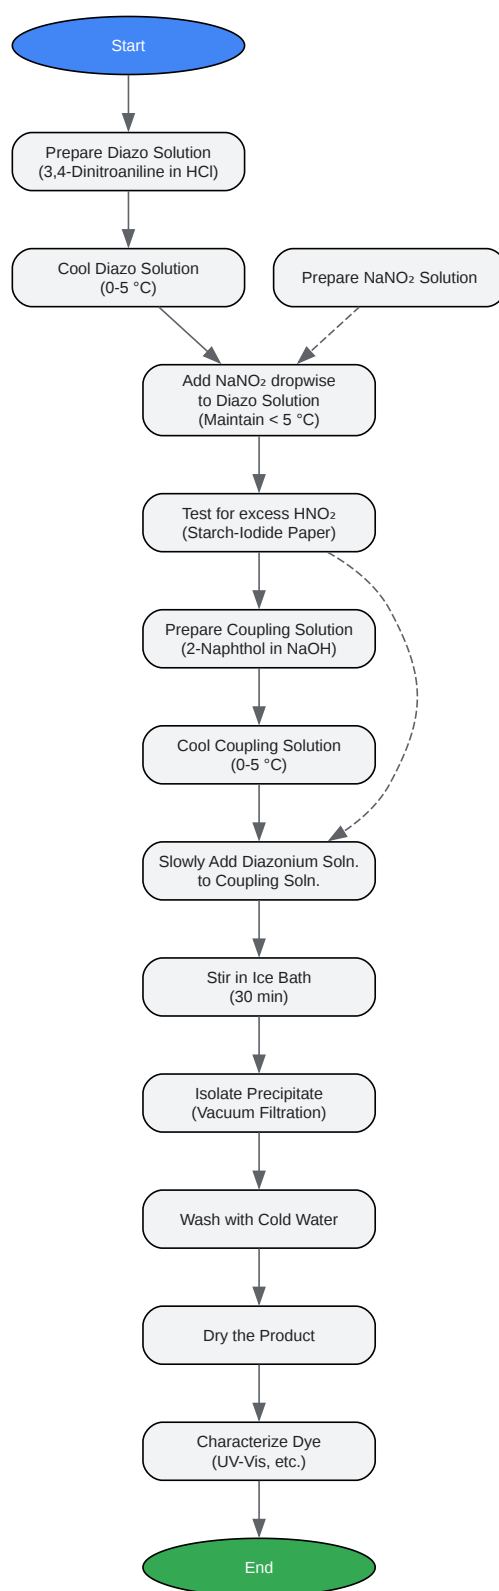 Start
Prepare Diazo Solution
(3,4-Dinitroaniline in HCl)
Cool Diazo Solution
(0-5 °C)
Prepare NaNO₂ Solution
Add NaNO₂ dropwise
to Diazo Solution
(Maintain < 5 °C)
Test for excess HNO₂
(Starch-Iodide Paper)
Prepare Coupling Solution
(2-Naphthol in NaOH)
Cool Coupling Solution
(0-5 °C)
Slowly Add Diazonium Soln.
to Coupling Soln.
Stir in Ice Bath
(30 min)
Isolate Precipitate
(Vacuum Filtration)
Wash with Cold Water
Dry the Product
Characterize Dye
(UV-Vis, etc.)
End